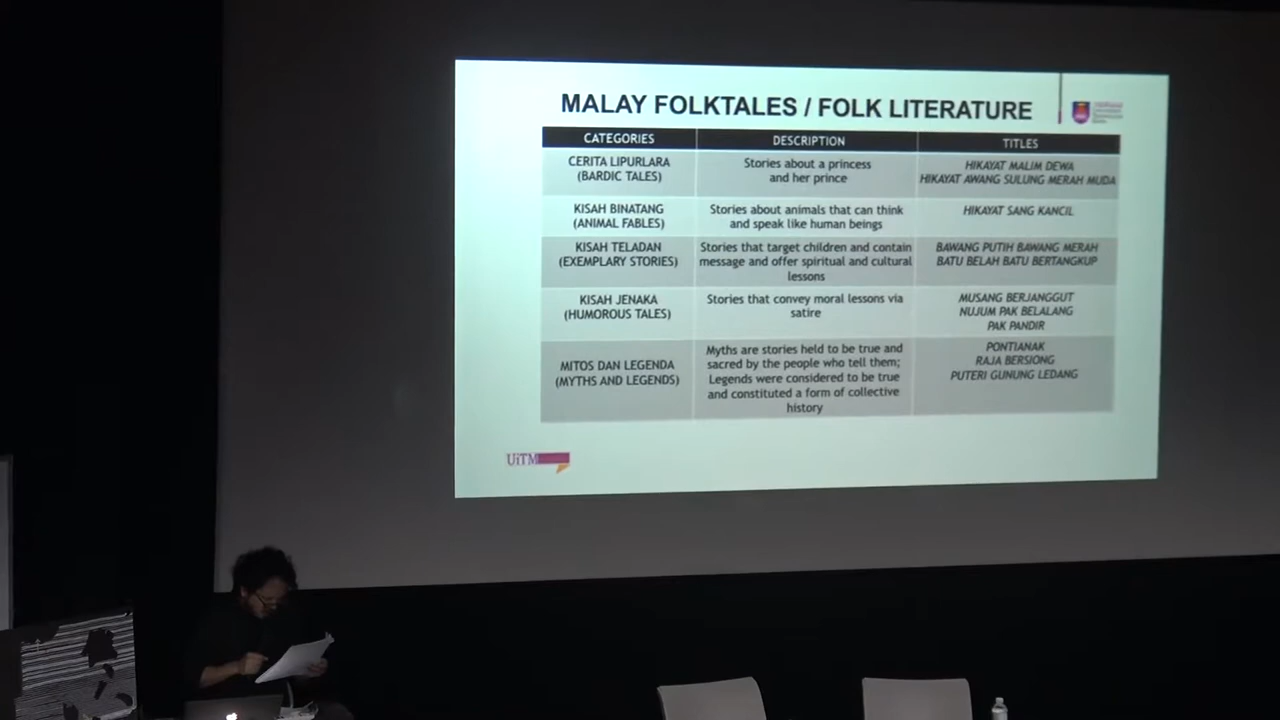 MALAY FOLKTALES / FOLK LITERATURE
CATEGORIES
DESCRIPTION
TITLES
CERITA LIPURLARA
(BARDIC TALES)
Stories about a princess
and her prince
HIKAYAT MALIM DEWA
HIKAYAT AWANG SULUNG MERAH MUDA
KISAH BINATANG
(ANIMAL FABLES)
Stories about animals that can think
and speak like human beings
HIKAYAT SANG KANCIL
KISAH TELADAN
(EXEMPLARY STORIES)
Stories that target children and contain
message and offer spiritual and cultural
lessons
BAWANG PUTIH BAWANG MERAH
BATU BELAH BATU BERTANGKUP
KISAH JENAKA
(HUMOROUS TALES)
Stories that convey moral lessons via
satire
MUSANG BERJANGGUT
NUJUM PAK BELALANG
PAK PANDIR
MITOS DAN LEGENDA
(MYTHS AND LEGENDS)
Myths are stories held to be true and
sacred by the people who tell them;
Legends were considered to be true
and constituted a form of collective
history
PONTIANAK
RAJA BERSIONG
PUTERI GUNUNG LEDANG
UiTM